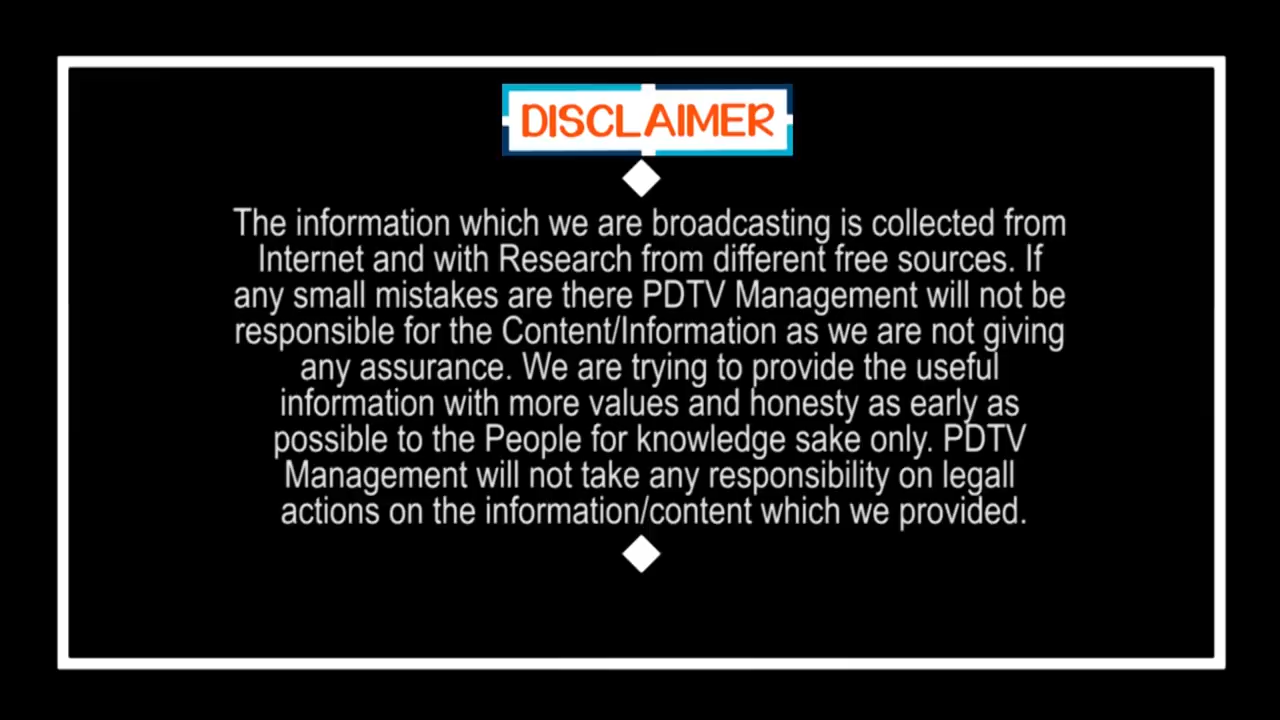 DISCLAIMER
The information which we are broadcasting is collected from
Internet and with Research from different free sources. If
any small mistakes are there PDTV Management will not be
responsible for the Content/Information as we are not giving
any assurance. We are trying to provide the useful
information with more values and honesty as early as
possible to the People for knowledge sake only. PDTV
Management will not take any responsibility on legall
actions on the information/content which we provided.